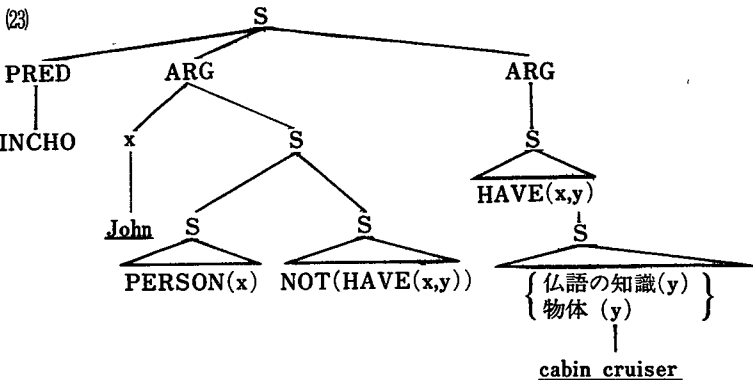 (23)
S
PRED ARG ARG
INCHO x S S
HAVE(x,y)
John S S S
PERSON(x) NOT(HAVE(x,y))
{仏語の知識(y)
物体 (y)}
cabin cruiser